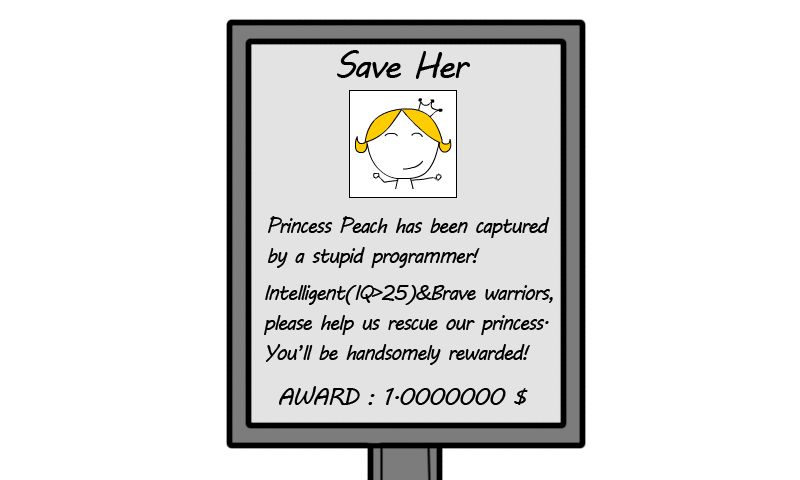 Save Her
Princess Peach has been captured
by a stupid programmer!
Intelligent(IQ>25)&Brave warriors,
please help us rescue our princess.
You'll be handsomely rewarded!
AWARD : 1.0000000 $